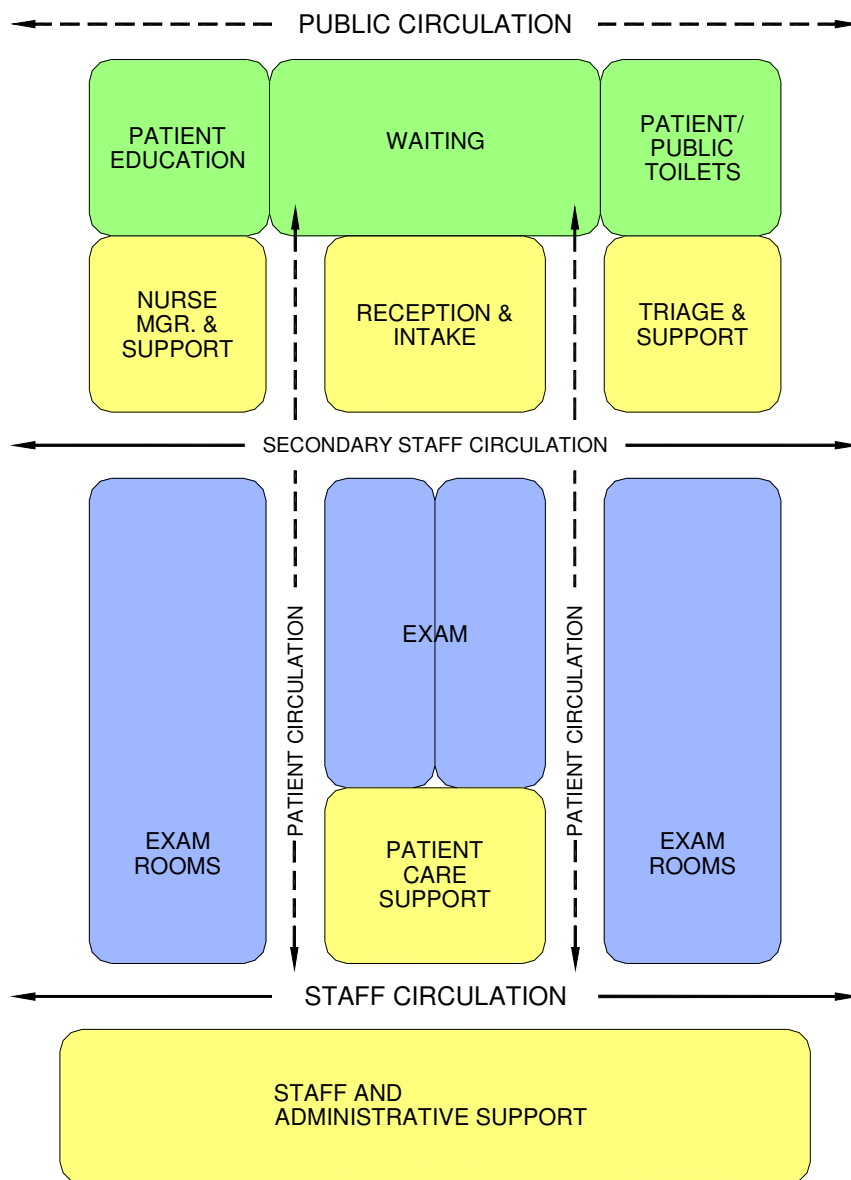 PUBLIC CIRCULATION
PATIENT
EDUCATION
WAITING
PATIENT/
PUBLIC
TOILETS
NURSE
MGR. &
SUPPORT
RECEPTION &
INTAKE
TRIAGE &
SUPPORT
SECONDARY STAFF CIRCULATION
EXAM
ROOMS
PATIENT CIRCULATION
EXAM
PATIENT
CARE
SUPPORT
PATIENT CIRCULATION
EXAM
ROOMS
STAFF CIRCULATION
STAFF AND
ADMINISTRATIVE SUPPORT